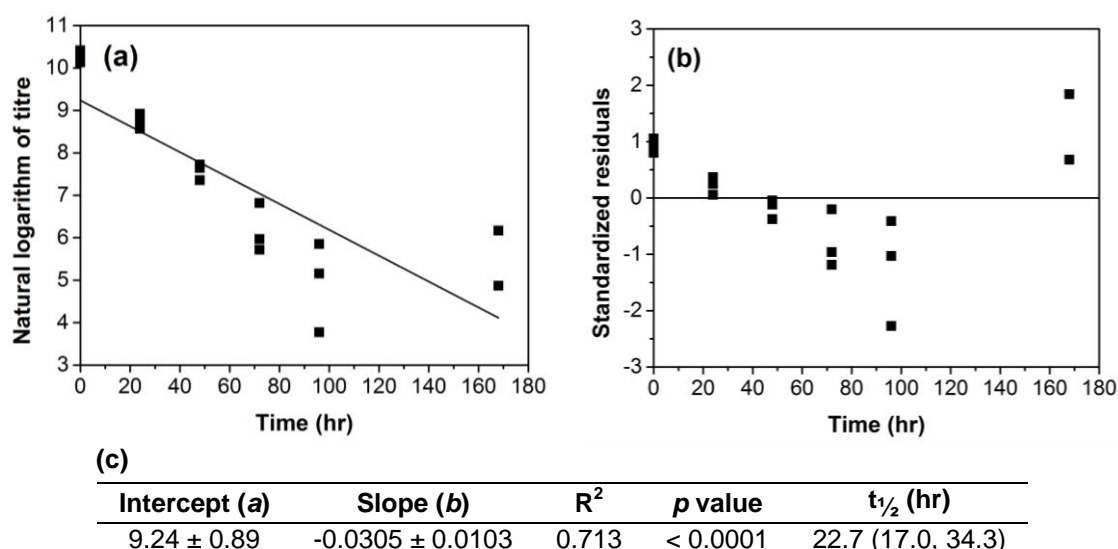 (a)
Natural logarithm of titre
11
10
9
8
7
6
5
4
3
0 20 40 60 80 100 120 140 160 180
Time (hr)
(b)
Standardized residuals
3
2
1
0
-1
-2
-3
0 20 40 60 80 100 120 140 160 180
Time (hr)
(c)
Intercept (a) Slope (b) R² p value t½ (hr)
9.24 ± 0.89 -0.0305 ± 0.0103 0.713 < 0.0001 22.7 (17.0, 34.3)